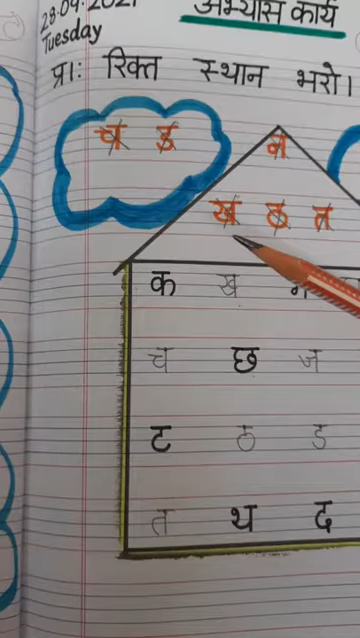 28.09.2021
अभ्यास कार्य
Tuesday
प्र।: रिक्त स्थान भरो।
च ड
न
ख ठ त
क ख ग
च छ ज
ट ठ ड
त थ द